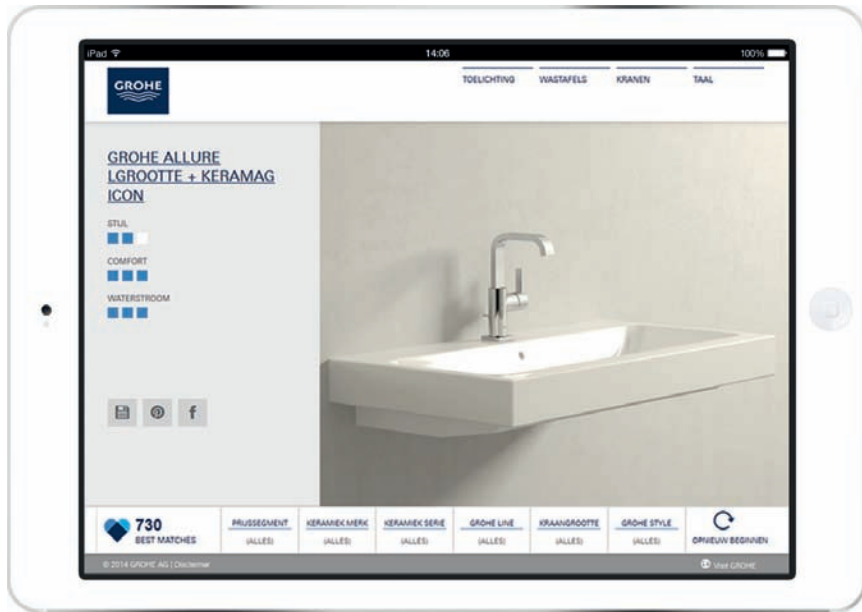 iPad
14:06
100%
GROHE
TOELICHTING
WASTAFELS
KRANEN
TAAL
GROHE ALLURE
LGROOTTE + KERAMAG
ICON
STIJL
COMFORT
WATERSTROOM
f
730
BEST MATCHES
PRIJSSEGMENT
(ALLES)
KERAMIEK MERK
(ALLES)
KERAMIEK SERIE
(ALLES)
GROHE LINE
(ALLES)
KRAANGROOTTE
(ALLES)
GROHE STYLE
(ALLES)
OPNIEUW BEGINNEN
© 2014 GROHE AG | Disclaimer
Visit GROHE